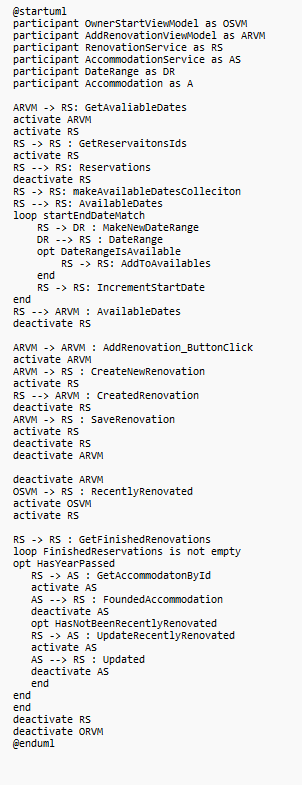 @startuml
participant OwnerStartViewModel as OSVM
participant AddRenovationViewModel as ARVM
participant RenovationService as RS
participant AccommodationService as AS
participant DateRange as DR
participant Accommodation as A

ARVM -> RS: GetAvaliableDates
activate ARVM
activate RS
RS -> RS : GetReservaitonsIds
activate RS
RS --> RS: Reservations
deactivate RS
RS -> RS: makeAvailableDatesColleciton
RS --> RS: AvailableDates
loop startEndDateMatch
    RS -> DR : MakeNewDateRange
    DR --> RS : DateRange
    opt DateRangeIsAvailable
        RS -> RS: AddToAvailables
    end
    RS -> RS: IncrementStartDate
end
RS --> ARVM : AvailableDates
deactivate RS

ARVM -> ARVM : AddRenovation_ButtonClick
activate ARVM
ARVM -> RS : CreateNewRenovation
activate RS
RS --> ARVM : CreatedRenovation
deactivate RS
ARVM -> RS : SaveRenovation
activate RS
deactivate RS
deactivate ARVM

deactivate ARVM
OSVM -> RS : RecentlyRenovated
activate OSVM
activate RS

RS -> RS : GetFinishedRenovations
loop FinishedReservations is not empty
opt HasYearPassed
   RS -> AS : GetAccommodatonById
   activate AS
   AS --> RS : FoundedAccommodation
   deactivate AS
   opt HasNotBeenRecentlyRenovated
   RS -> AS : UpdateRecentlyRenovated
   activate AS
   AS --> RS : Updated
   deactivate AS
   end
end
end
deactivate RS
deactivate ORVM
@enduml